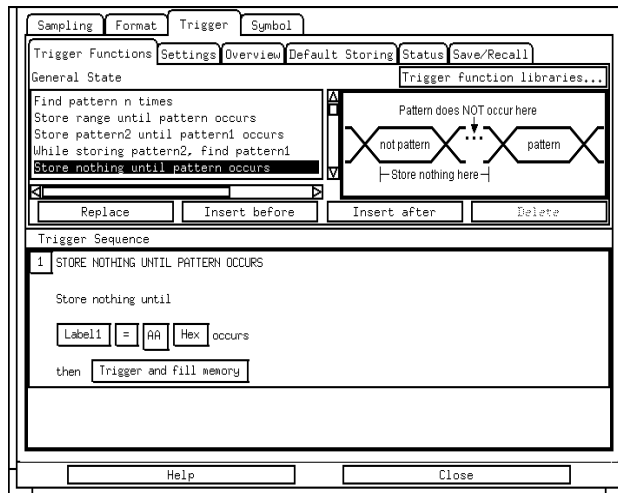 Sampling Format Trigger Symbol
Trigger Functions Settings Overview Default Storing Status Save/Recall
General State
Trigger function libraries...
Find pattern n times
Store range until pattern occurs
Store pattern2 until pattern1 occurs
While storing pattern2, find pattern1
Store nothing until pattern occurs
Pattern does NOT occur here
not pattern ... pattern
Store nothing here
Replace Insert before Insert after Delete
Trigger Sequence
1 STORE NOTHING UNTIL PATTERN OCCURS
Store nothing until
Label1 = AA Hex occurs
then Trigger and fill memory
Help Close